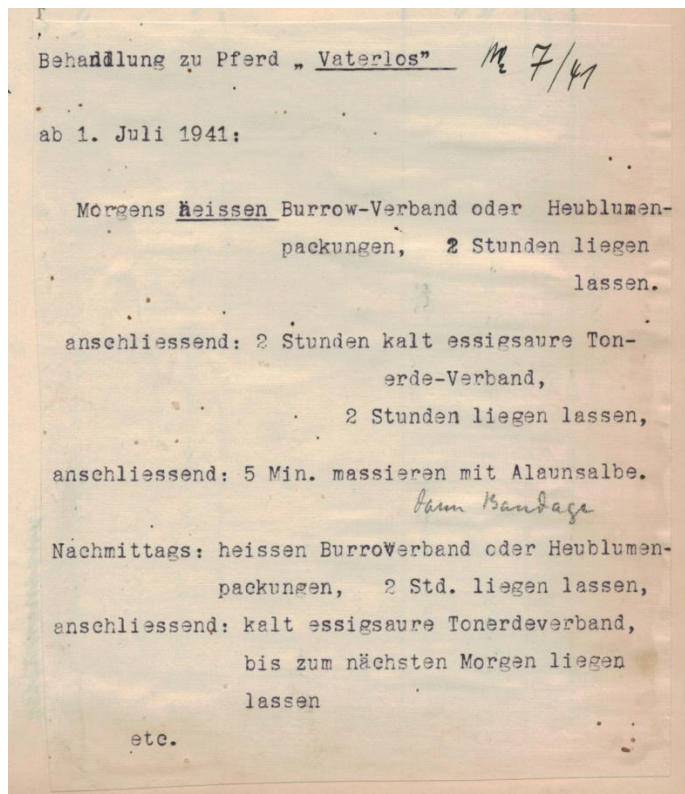 Behandlung zu Pferd „ Vaterlos" 7/41
ab 1. Juli 1941:
Morgens heissen Burrow-Verband oder Heublumen-
packungen, 2 Stunden liegen
lassen.
anschliessend: 2 Stunden kalt essigsaure Ton-
erde-Verband,
2 Stunden liegen lassen,
anschliessend: 5 Min. massieren mit Alaunsalbe.
dann Bandage
Nachmittags: heissen BurroVerband oder Heublumen-
packungen, 2 Std. liegen lassen,
anschliessend: kalt essigsaure Tonerdeverband,
bis zum nächsten Morgen liegen
lassen
etc.